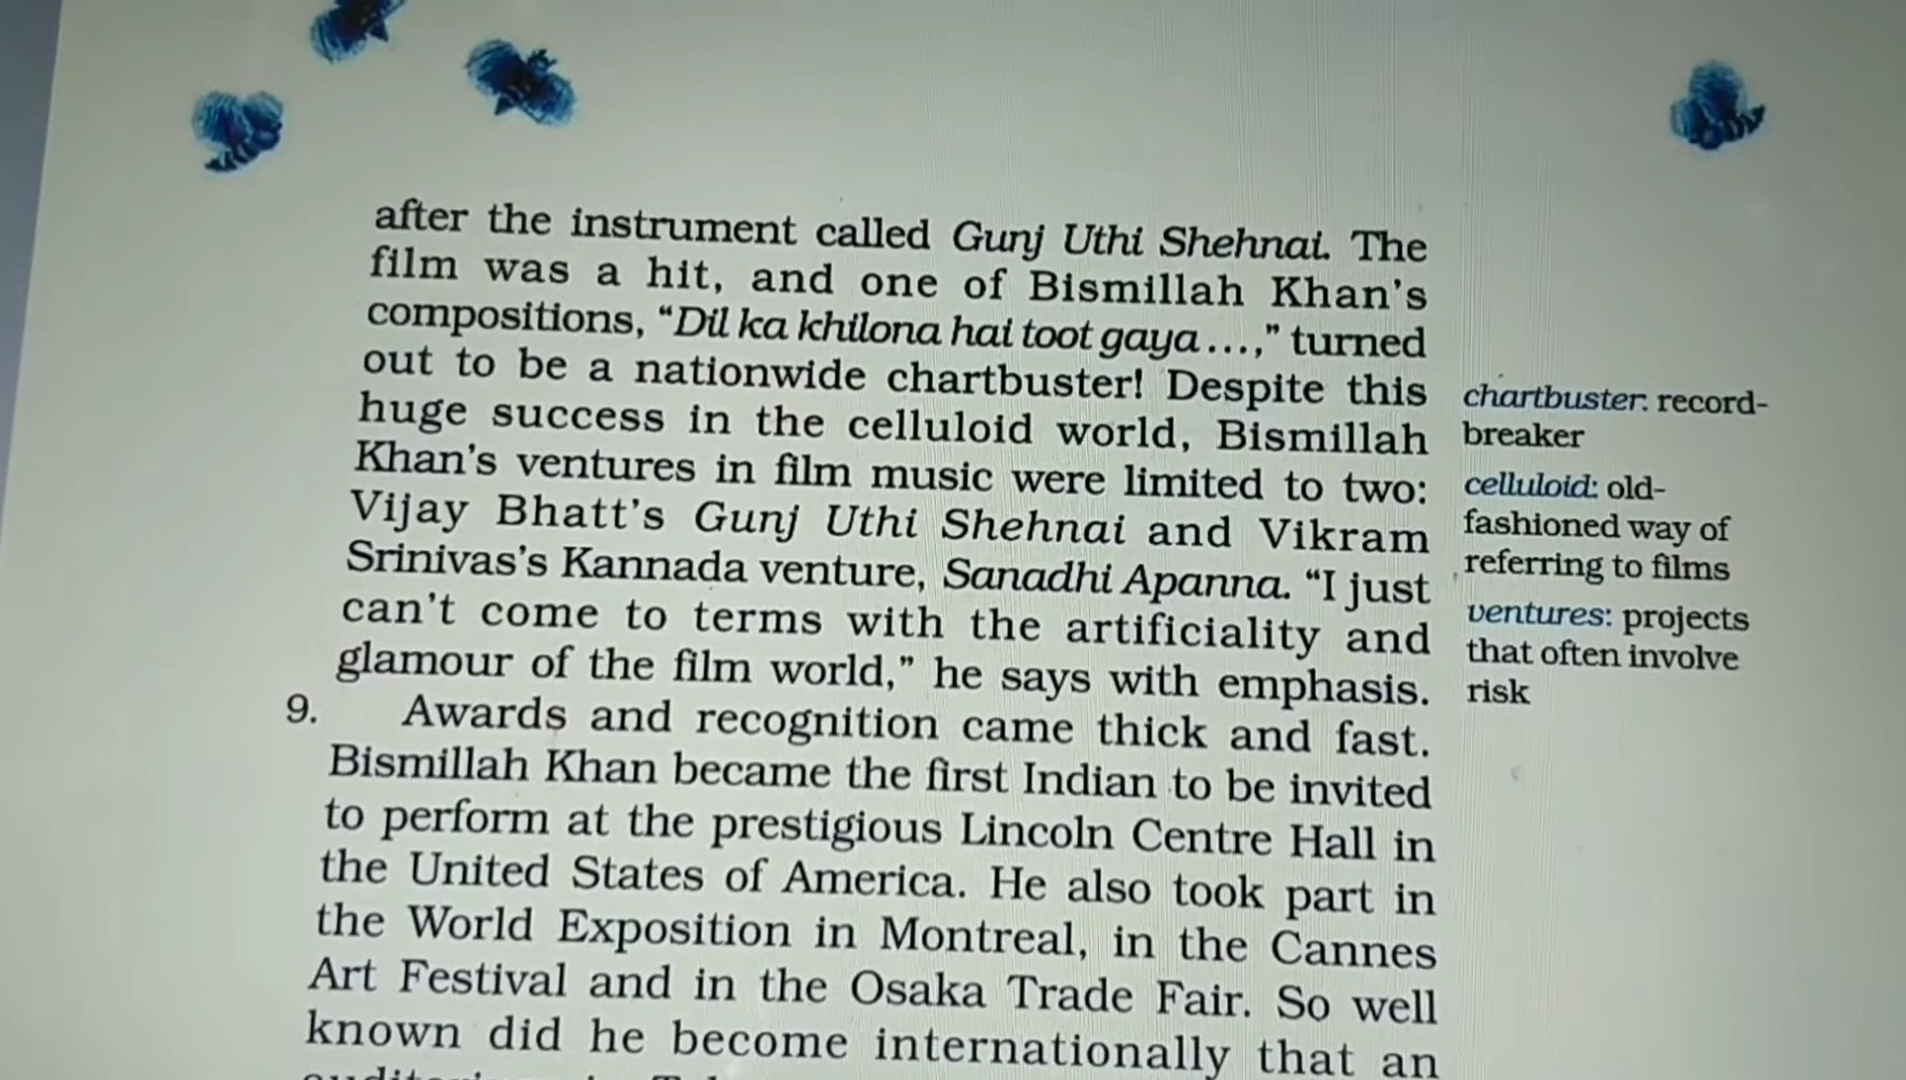 after the instrument called Gunj Uthi Shehnai. The
film was a hit, and one of Bismillah Khan's
compositions, “Dil ka khilona hai toot gaya ...,” turned
out to be a nationwide chartbuster! Despite this
huge success in the celluloid world, Bismillah
Khan's ventures in film music were limited to two:
Vijay Bhatt's Gunj Uthi Shehnai and Vikram
Srinivas's Kannada venture, Sanadhi Apanna. “I just
can't come to terms with the artificiality and
glamour of the film world,” he says with emphasis.
9. Awards and recognition came thick and fast.
Bismillah Khan became the first Indian to be invited
to perform at the prestigious Lincoln Centre Hall in
the United States of America. He also took part in
the World Exposition in Montreal, in the Cannes
Art Festival and in the Osaka Trade Fair. So well
known did he become internationally that an
chartbuster: record-
breaker
celluloid: old-
fashioned way of
referring to films
ventures: projects
that often involve
risk